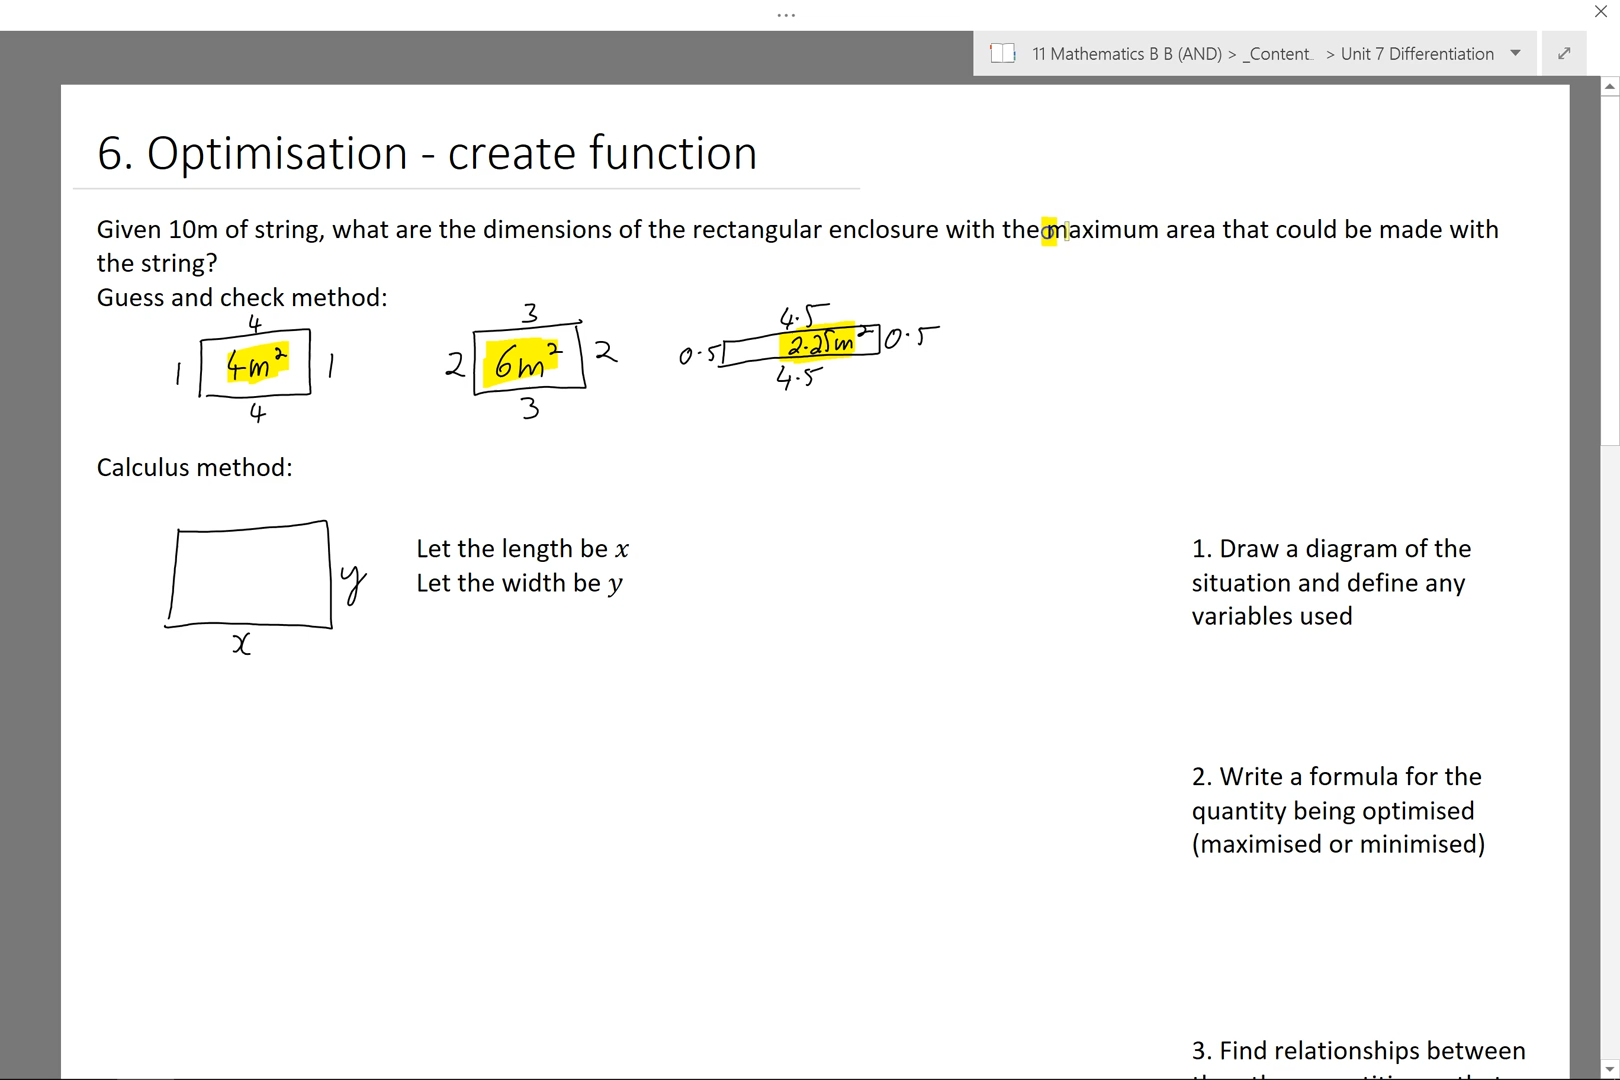 ...
11 Mathematics B B (AND) > _Content.. > Unit 7 Differentiation
6. Optimisation - create function
Given 10m of string, what are the dimensions of the rectangular enclosure with the maximum area that could be made with
the string?
Guess and check method:
4
1 4m² 1
4
3
2 6m² 2
3
4.5
0.5 2.25m² 0.5
4.5
Calculus method:
y
x
Let the length be x
Let the width be y
1. Draw a diagram of the
situation and define any
variables used
2. Write a formula for the
quantity being optimised
(maximised or minimised)
3. Find relationships between